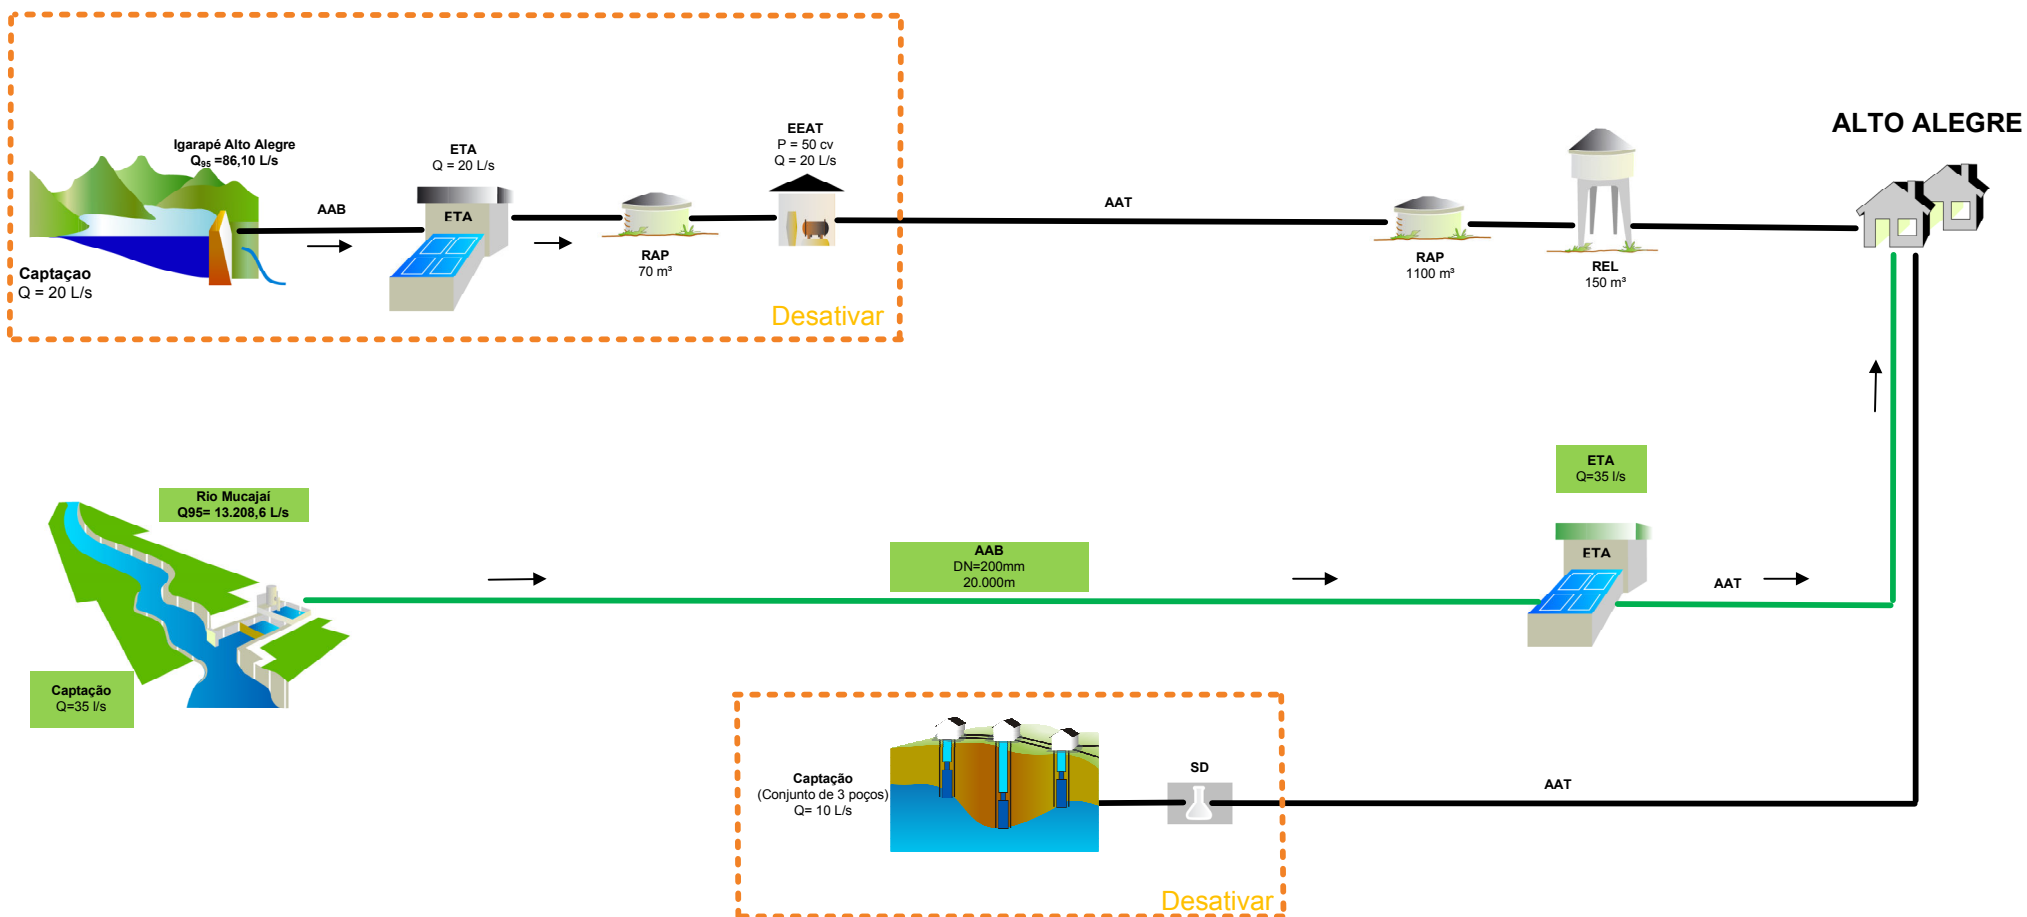 ALTO ALEGRE
Igarapé Alto Alegre
Q₉₅ =86,10 L/s
AAB
ETA
Q = 20 L/s
ETA
EEAT
P = 50 cv
Q = 20 L/s
AAT
Captaçao
Q = 20 L/s
RAP
70 m³
RAP
1100 m³
REL
150 m³
Desativar
Rio Mucajaí
Q95= 13.208,6 L/s
ETA
Q=35 l/s
AAB
DN=200mm
20.000m
ETA
AAT
Captação
Q=35 l/s
Captação
(Conjunto de 3 poços)
Q= 10 L/s
SD
AAT
Desativar